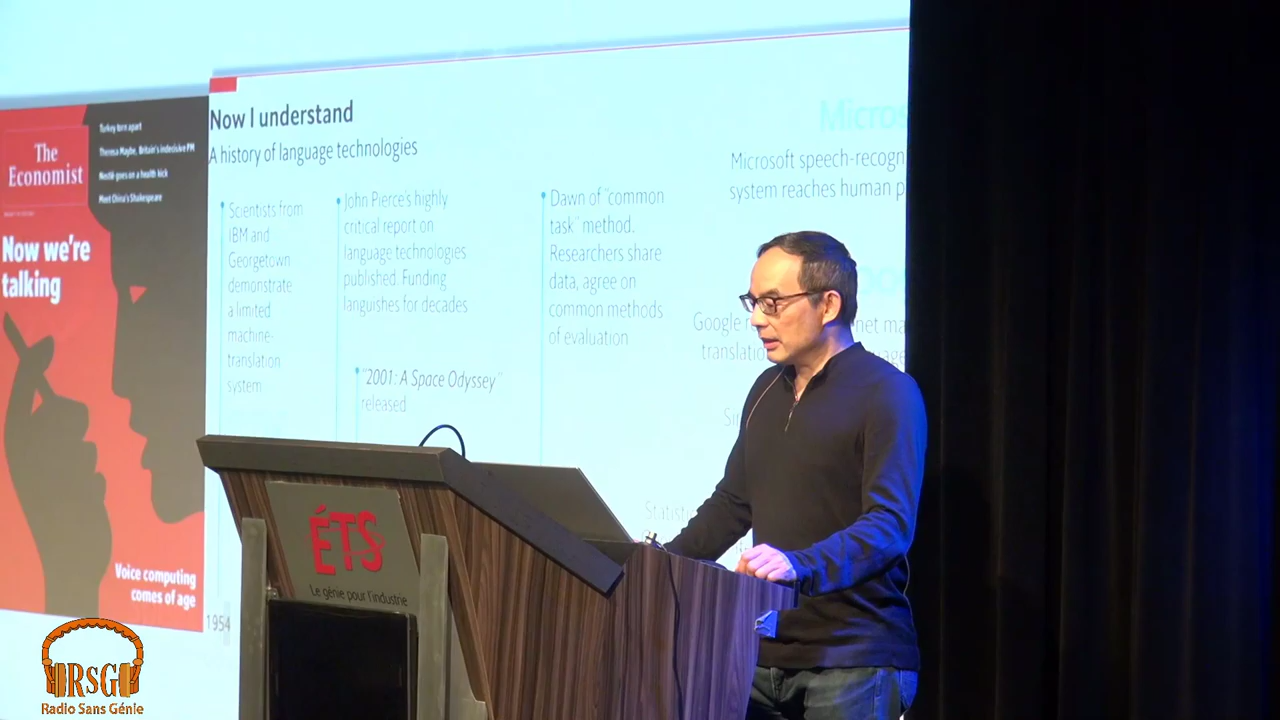 The
Economist
Turkey torn apart
Theresa Maybe, Britain's indecisive PM
Nestlé goes on a health kick
Meet China's Shakespeare
Now we're
talking
Voice computing
comes of age
Now I understand
A history of language technologies
Scientists from
IBM and
Georgetown
demonstrate
a limited
machine-
translation
system
John Pierce's highly
critical report on
language technologies
published. Funding
languishes for decades
"2001: A Space Odyssey"
released
Dawn of "common
task" method.
Researchers share
data, agree on
common methods
of evaluation
Micros
Microsoft speech-recogn
system reaches human p
Google
translatio
Statistic
1954
ÉTS
Le génie pour l'industrie
RSG
Radio Sans Génie